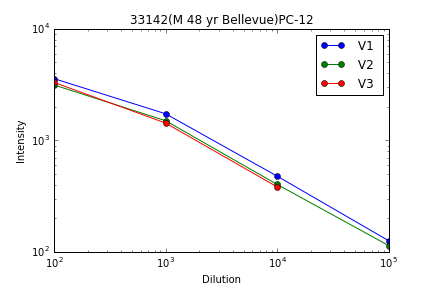 33142(M 48 yr Bellevue)PC-12
10^4
10^3
10^2
Intensity
V1
V2
V3
10^2 10^3 10^4 10^5
Dilution